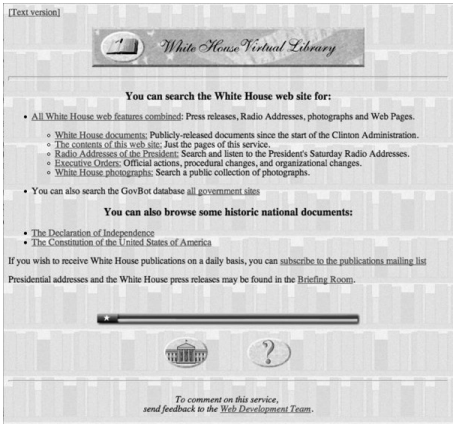 [Text version]
White House Virtual Library
You can search the White House web site for:
All White House web features combined: Press releases, Radio Addresses, photographs and Web Pages.
White House documents: Publicly-released documents since the start of the Clinton Administration.
The contents of this web site: Just the pages of this service.
Radio Addresses of the President: Search and listen to the President's Saturday Radio Addresses.
Executive Orders: Official actions, procedural changes, and organizational changes.
White House photographs: Search a public collection of photographs.
You can also search the GovBot database all government sites
You can also browse some historic national documents:
The Declaration of Independence
The Constitution of the United States of America
If you wish to receive White House publications on a daily basis, you can subscribe to the publications mailing list
Presidential addresses and the White House press releases may be found in the Briefing Room.
?
To comment on this service,
send feedback to the Web Development Team.